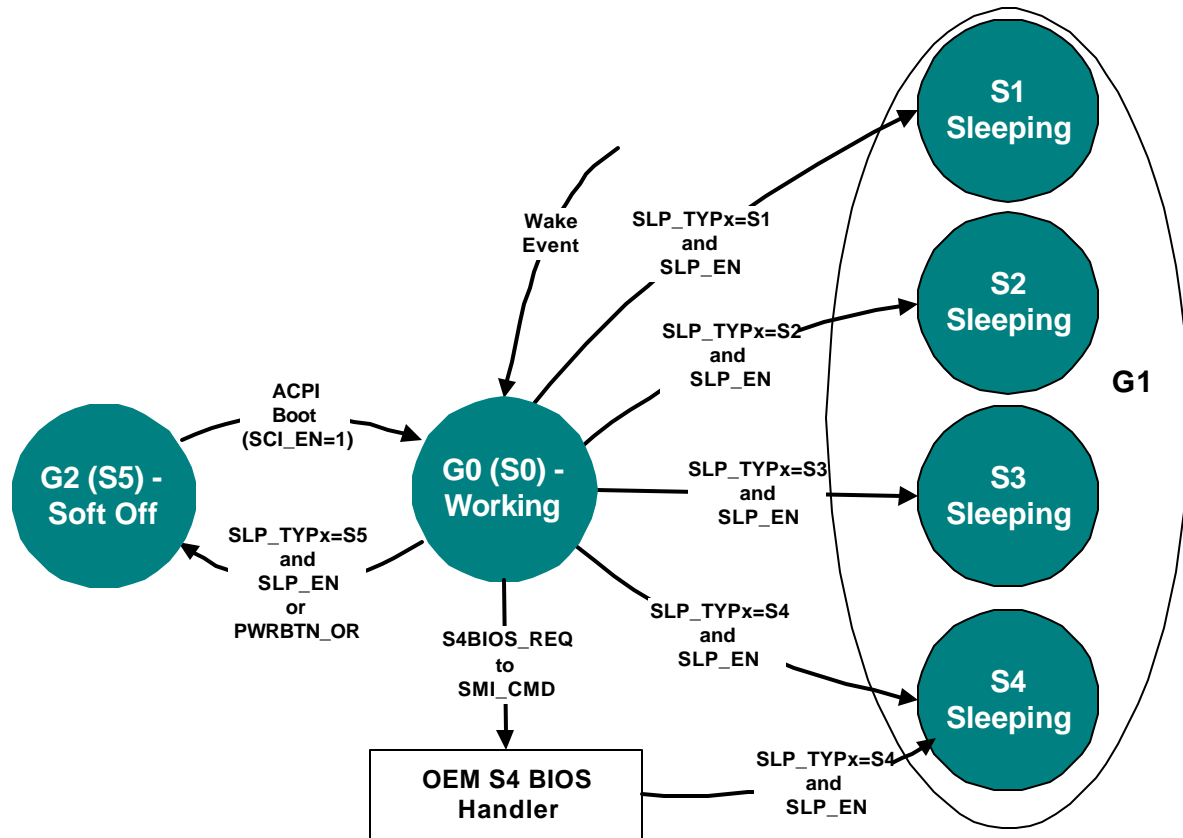 S1
Sleeping
Wake
Event
SLP_TYPx=S1
and
SLP_EN
S2
Sleeping
SLP_TYPx=S2
and
SLP_EN
G1
ACPI
Boot
(SCI_EN=1)
G2 (S5) -
Soft Off
G0 (S0) -
Working
SLP_TYPx=S3
and
SLP_EN
S3
Sleeping
SLP_TYPx=S5
and
SLP_EN
or
PWRBTN_OR
SLP_TYPx=S4
and
SLP_EN
S4BIOS_REQ
to
SMI_CMD
S4
Sleeping
OEM S4 BIOS
Handler
SLP_TYPx=S4
and
SLP_EN